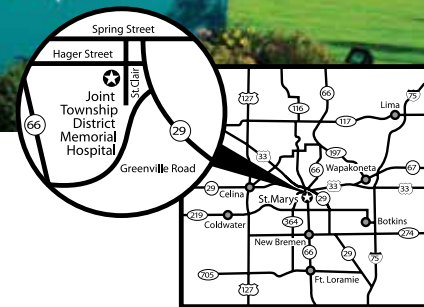 Spring Street
Hager Street
St.Clair
Joint
Township
District
Memorial
Hospital
66
29
Greenville Road
127
66
75
116
Lima
117
197
33
66
Wapakoneta
67
29
Celina
33
33
St.Marys
29
219
Coldwater
364
Botkins
New Bremen
274
66
29
75
705
Ft. Loramie
127